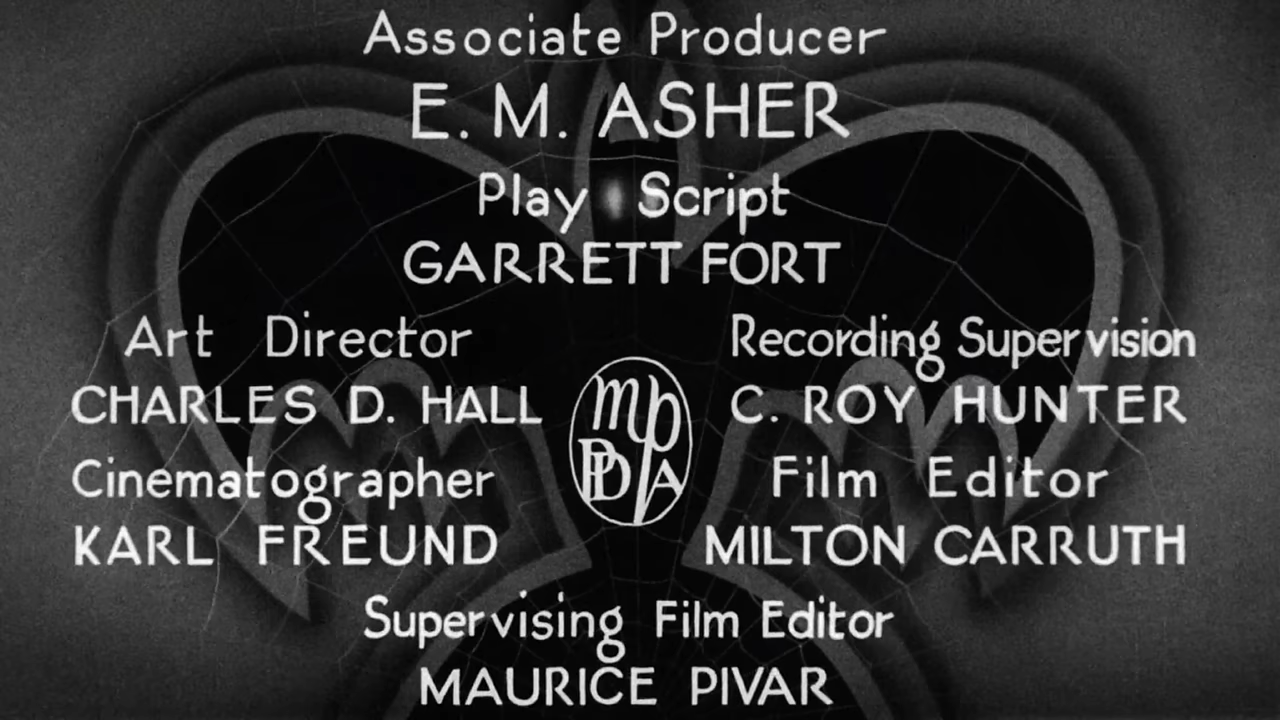 Associate Producer
E. M. ASHER
Play Script
GARRETT FORT
Art Director
CHARLES D. HALL
Recording Supervision
C. ROY HUNTER
Cinematographer
KARL FREUND
Film Editor
MILTON CARRUTH
Supervising Film Editor
MAURICE PIVAR
MPPDA